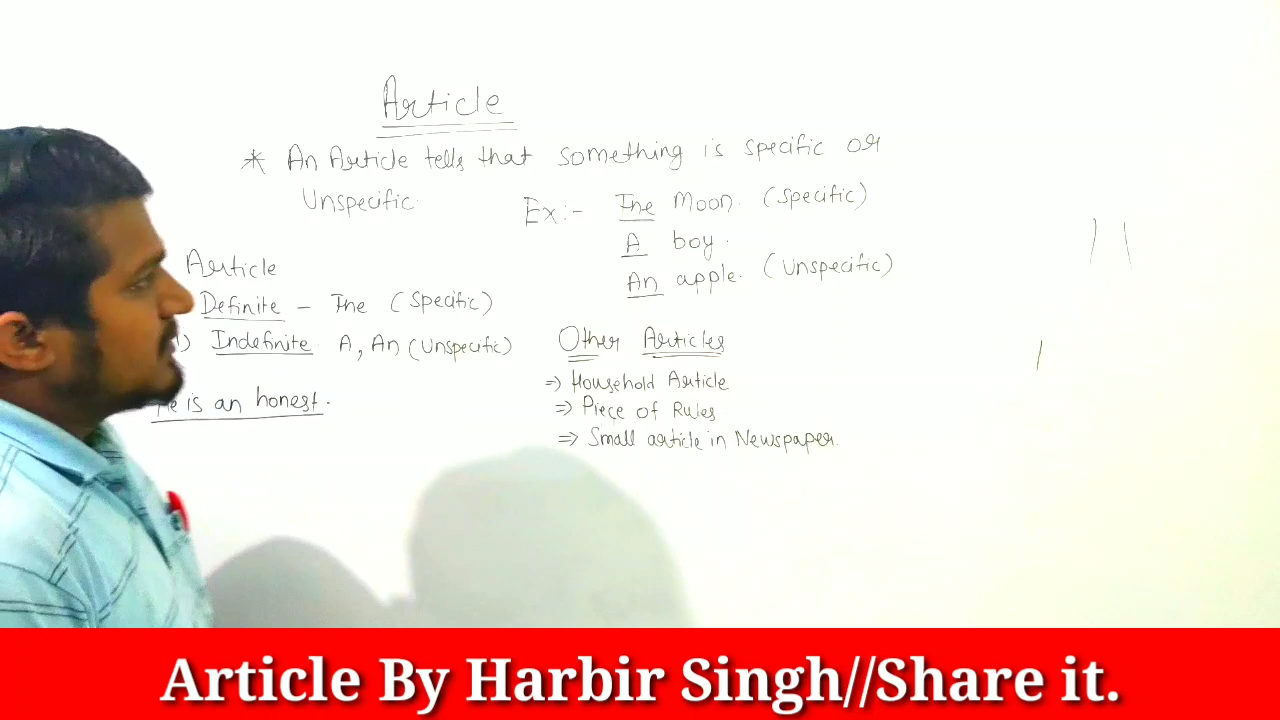 Article
* An Article tells that something is specific or
Unspecific.
Ex:- The Moon. (Specific)
A boy.
An apple. (Unspecific)
Article
Definite - The (Specific)
) Indefinite. A, An (Unspecific)
He is an honest.
Other Articles
⇒ Household Article
⇒ Piece of Rules
⇒ Small article in Newspaper.
Article By Harbir Singh//Share it.